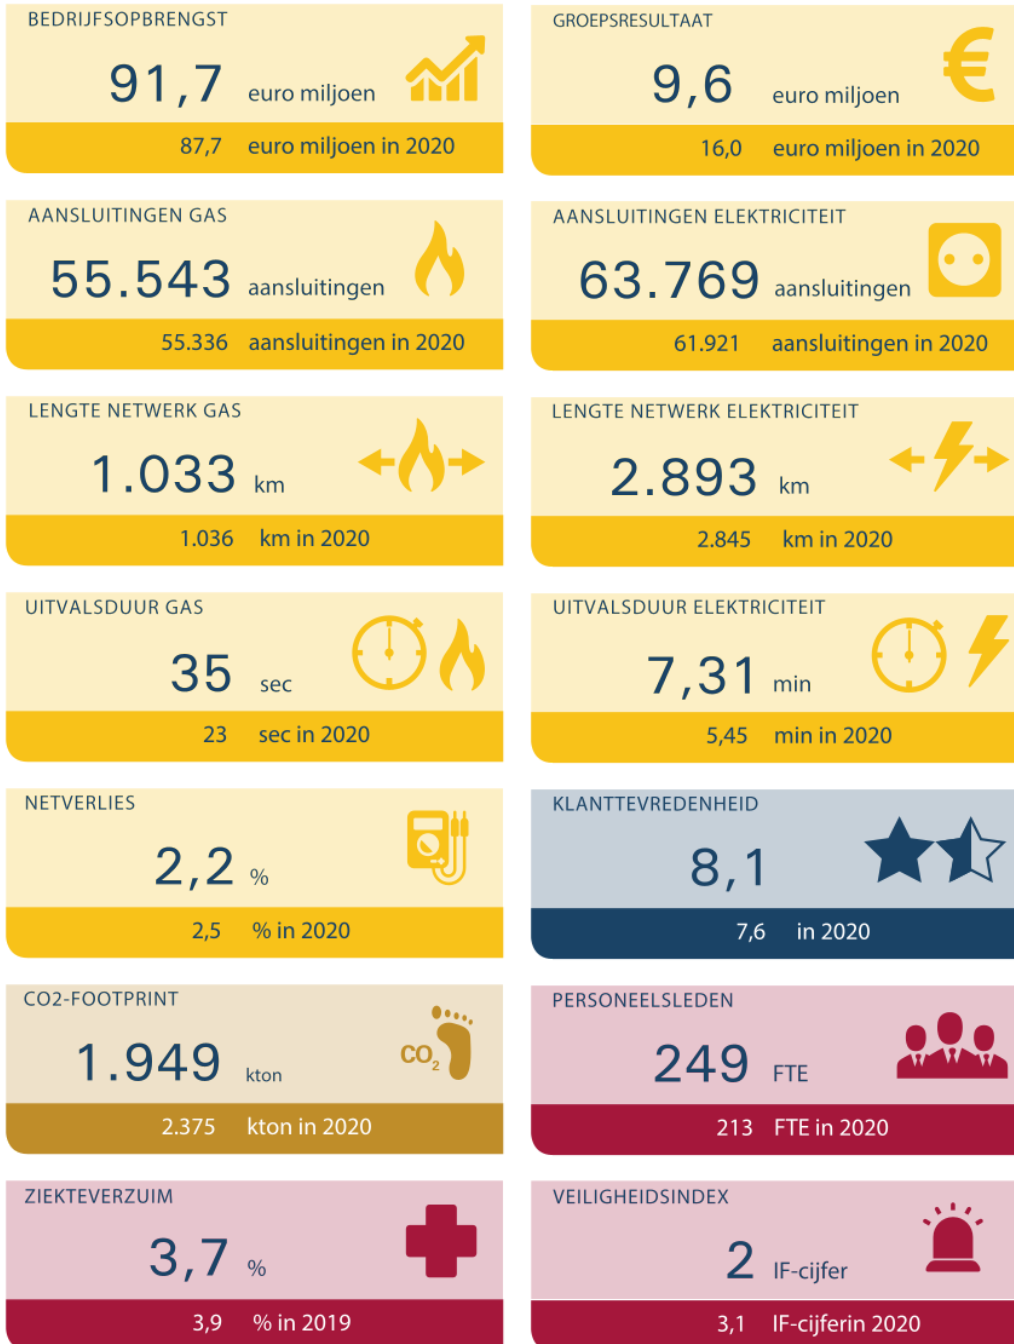 BEDRIJFSOPBRENGST
91,7 euro miljoen
87,7 euro miljoen in 2020
GROEPSRESULTAAT
€
9,6 euro miljoen
16,0 euro miljoen in 2020
AANSLUITINGEN GAS
55.543 aansluitingen
55.336 aansluitingen in 2020
AANSLUITINGEN ELEKTRICITEIT
63.769 aansluitingen
61.921 aansluitingen in 2020
LENGTE NETWERK GAS
1.033 km
1.036 km in 2020
LENGTE NETWERK ELEKTRICITEIT
2.893 km
2.845 km in 2020
UITVALSDUUR GAS
35 sec
23 sec in 2020
UITVALSDUUR ELEKTRICITEIT
7,31 min
5,45 min in 2020
NETVERLIES
2,2 %
2,5 % in 2020
KLANTTEVREDENHEID
8,1
7,6 in 2020
CO2-FOOTPRINT
1.949 kton
CO₂
2.375 kton in 2020
PERSONEELSLEDEN
249 FTE
213 FTE in 2020
ZIEKTEVERZUIM
3,7 %
3,9 % in 2019
VEILIGHEIDSINDEX
2 IF-cijfer
3,1 IF-cijferin 2020